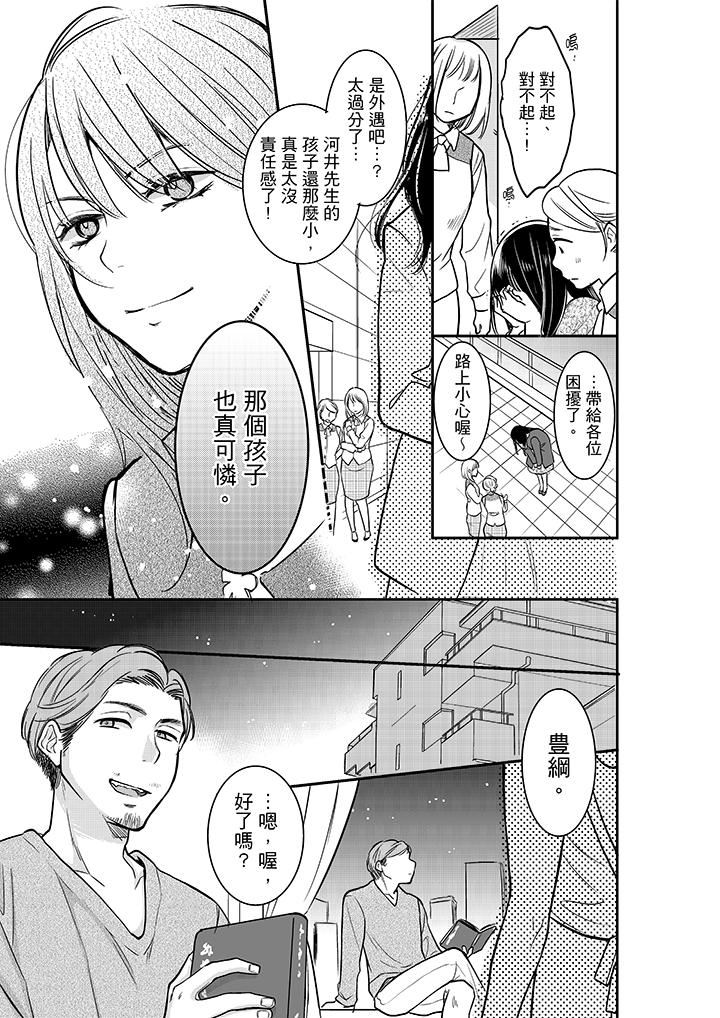 嗚…
對不起、
對不起…！
嗚…
…帶給各位
困擾了。
路上小心喔～
是外遇吧…？
太過分了…
河井先生的
孩子還那麼小，
真是太沒
責任感了！
那個孩子
也真可憐。
豊綱。
…嗯，喔，
好了嗎？